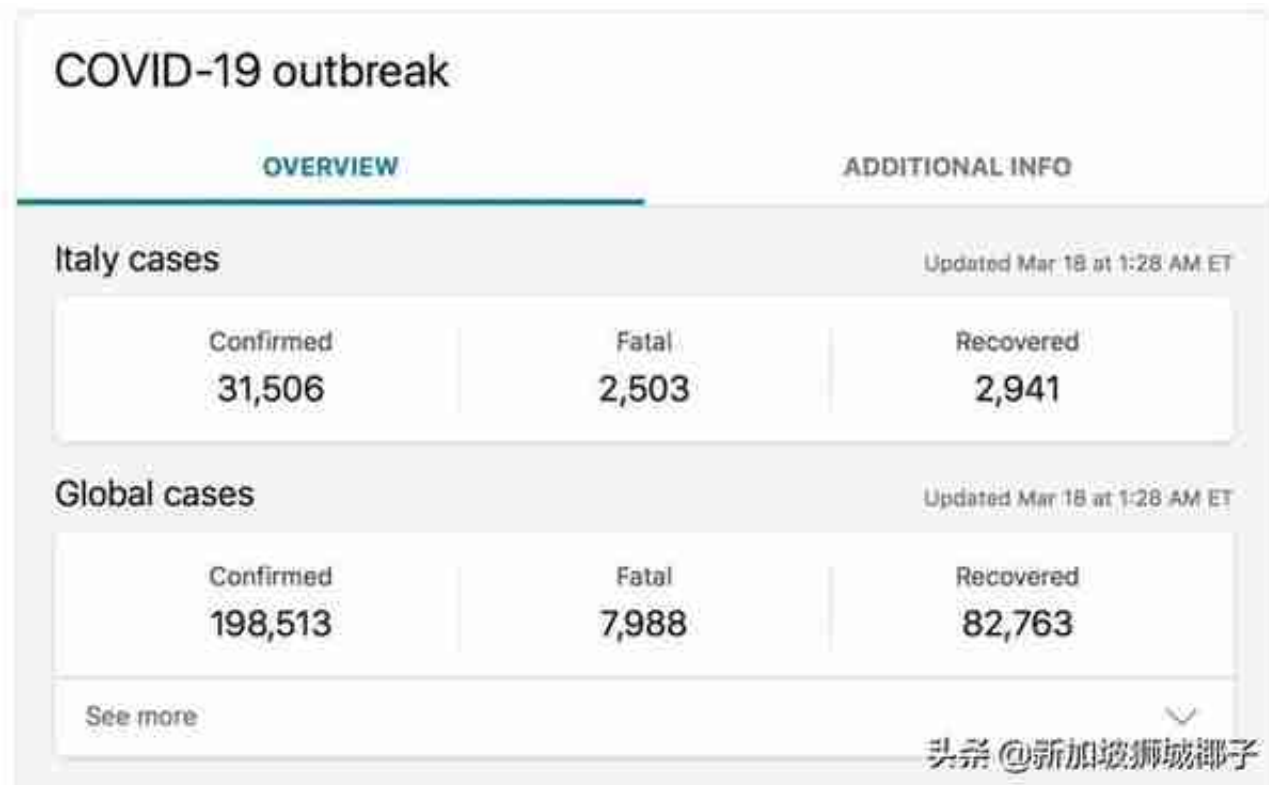 COVID-19 outbreak
OVERVIEW ADDITIONAL INFO
Italy cases Updated Mar 18 at 1:28 AM ET
Confirmed Fatal Recovered
31,506 2,503 2,941
Global cases Updated Mar 18 at 1:28 AM ET
Confirmed Fatal Recovered
198,513 7,988 82,763
See more
头条 @新加坡狮城椰子